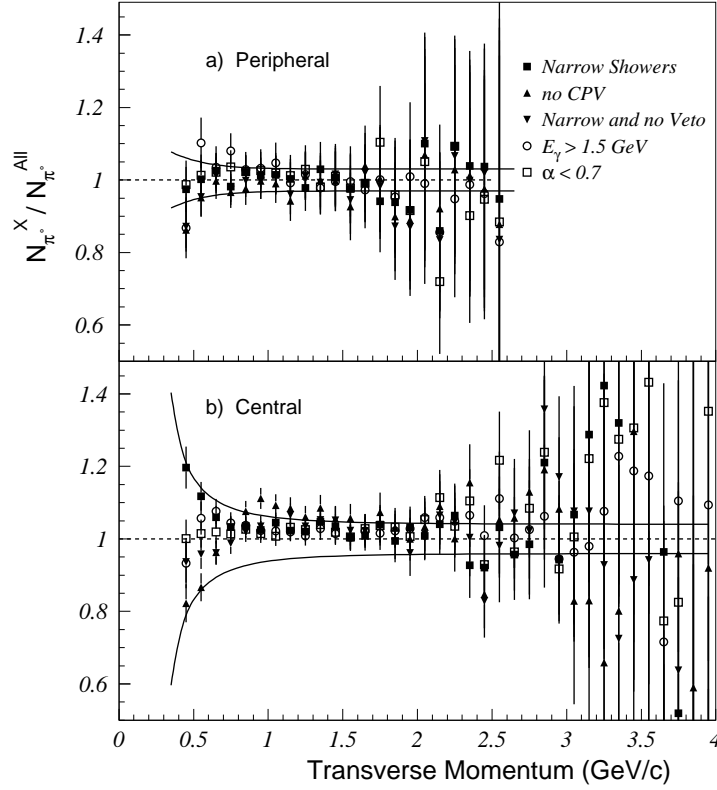 N_π°^X / N_π°^All
1.4
a) Peripheral
Narrow Showers
no CPV
1.2
Narrow and no Veto
E_γ > 1.5 GeV
α < 0.7
1
0.8
0.6
1.4
b) Central
1.2
1
0.8
0.6
0 0.5 1 1.5 2 2.5 3 3.5 4
Transverse Momentum (GeV/c)